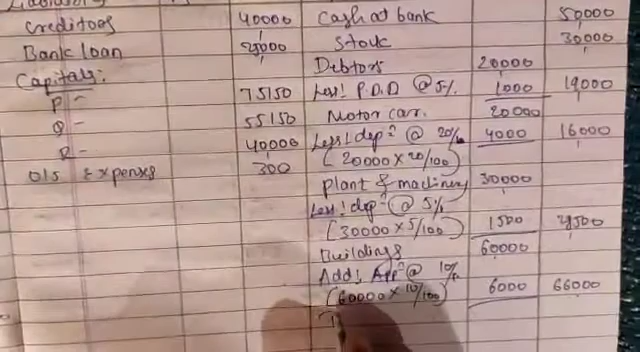 Creditors 40000 Cash at bank 50000
Bank loan 25000 Stock 30000
Capitals: Debtors 20000
P - 75150 Less! P.D.D @ 5% 1000 19000
Q - 55150 Motor car. 20000
R - 40000 Less! depn @ 20% 4000 16000
O/S Expenses 300 (20000 × 20/100)
plant & machinery 30000
Less! depn @ 5%
(30000 × 5/100) 1500 28500
Buildings 60000
Add! App @ 10%
(60000 × 10/100) 6000 66000